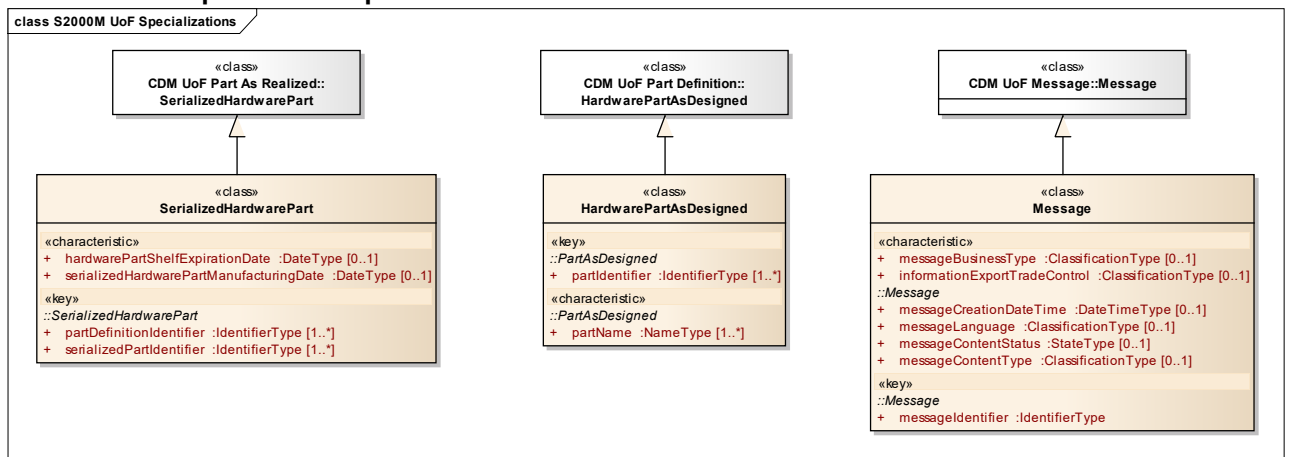 class S2000M UoF Specializations
«class»
CDM UoF Part As Realized::
SerializedHardwarePart
«class»
SerializedHardwarePart
«characteristic»
+ hardwarePartShelfExpirationDate :DateType [0..1]
+ serializedHardwarePartManufacturingDate :DateType [0..1]
«key»
::SerializedHardwarePart
+ partDefinitionIdentifier :IdentifierType [1..*]
+ serializedPartIdentifier :IdentifierType [1..*]
«class»
CDM UoF Part Definition::
HardwarePartAsDesigned
«class»
HardwarePartAsDesigned
«key»
::PartAsDesigned
+ partIdentifier :IdentifierType [1..*]
«characteristic»
::PartAsDesigned
+ partName :NameType [1..*]
«class»
CDM UoF Message::Message
«class»
Message
«characteristic»
+ messageBusinessType :ClassificationType [0..1]
+ informationExportTradeControl :ClassificationType [0..1]
::Message
+ messageCreationDateTime :DateTimeType [0..1]
+ messageLanguage :ClassificationType [0..1]
+ messageContentStatus :StateType [0..1]
+ messageContentType :ClassificationType [0..1]
«key»
::Message
+ messageIdentifier :IdentifierType